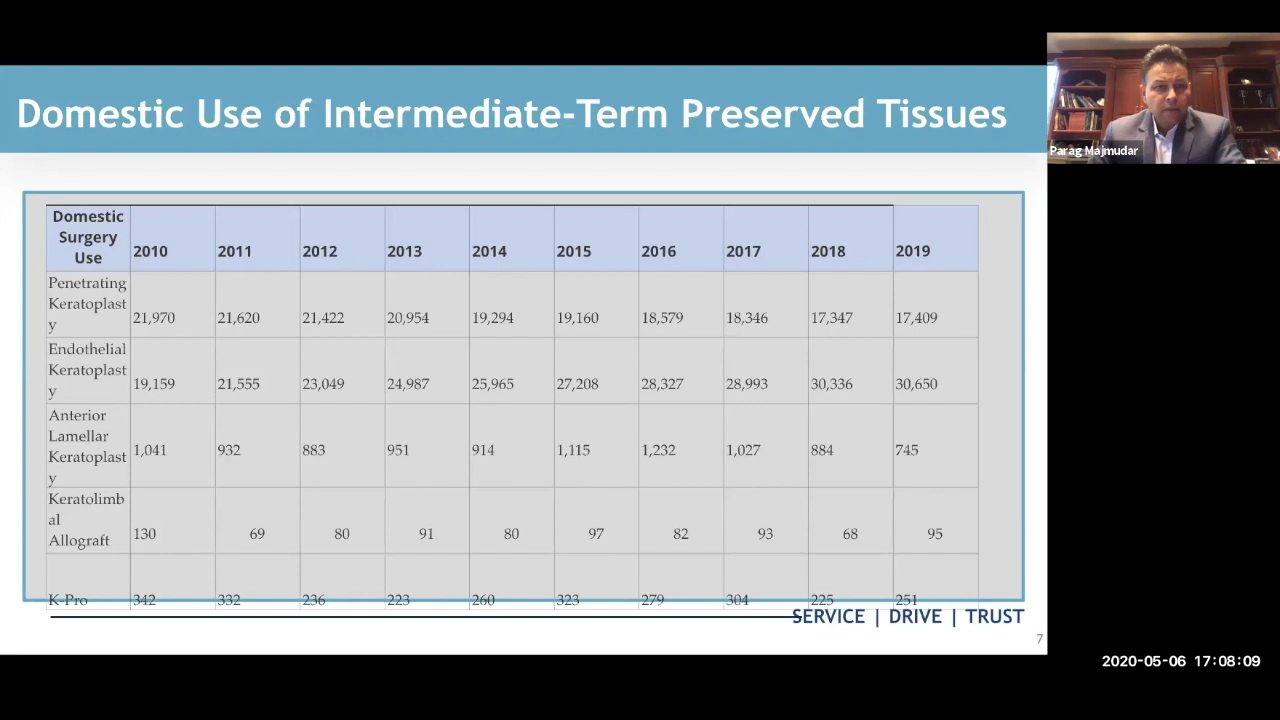 Domestic Use of Intermediate-Term Preserved Tissues
Parag Majmudar
Domestic
Surgery
Use
2010 2011 2012 2013 2014 2015 2016 2017 2018 2019
Penetrating
Keratoplast
y
21,970 21,620 21,422 20,954 19,294 19,160 18,579 18,346 17,347 17,409
Endothelial
Keratoplast
y
19,159 21,555 23,049 24,987 25,965 27,208 28,327 28,993 30,336 30,650
Anterior
Lamellar
Keratoplast
y
1,041 932 883 951 914 1,115 1,232 1,027 884 745
Keratolimb
al
Allograft
130 69 80 91 80 97 82 93 68 95
K-Pro 342 332 236 223 260 323 279 304 225 251
SERVICE | DRIVE | TRUST
7
2020-05-06 17:08:09